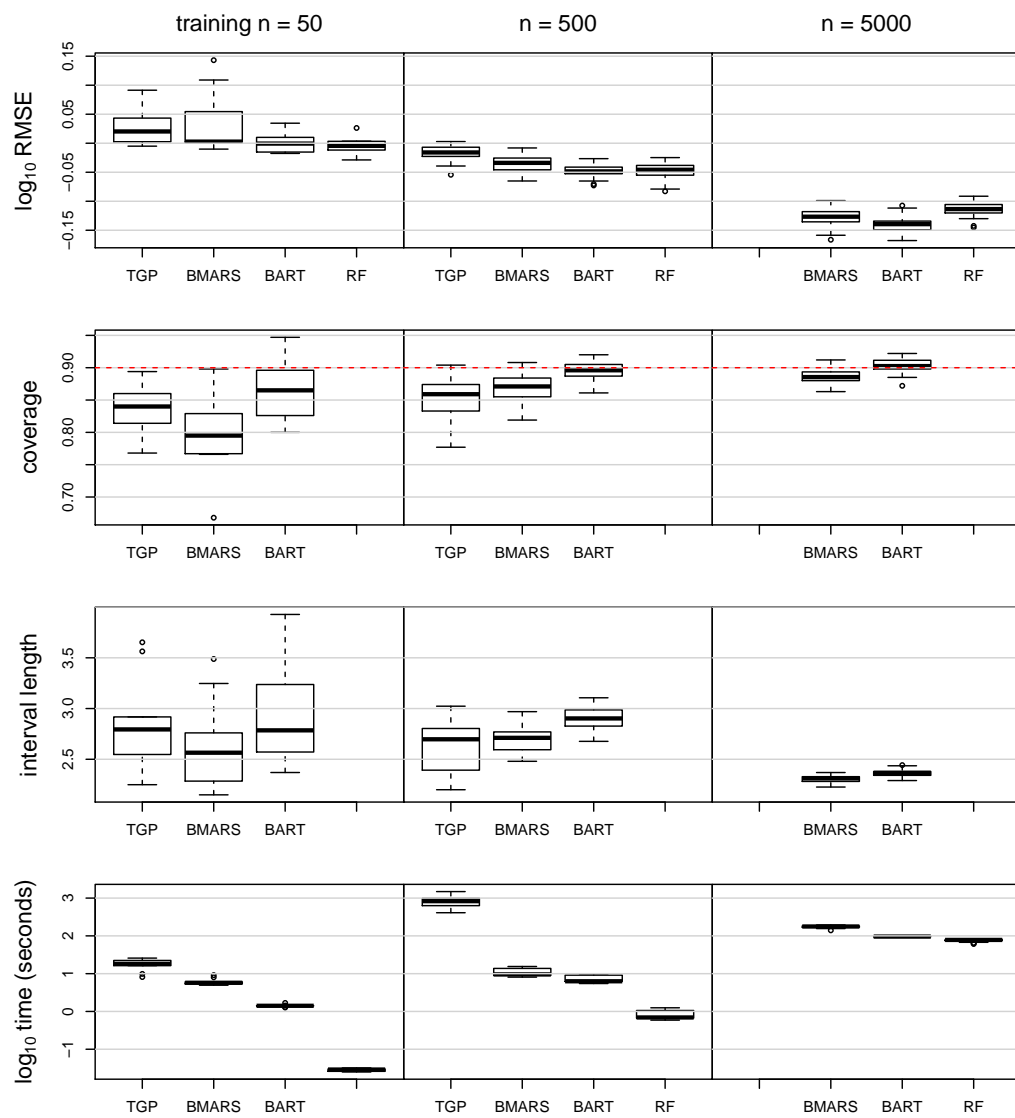 training n = 50
n = 500
n = 5000
log₁₀ RMSE
0.15
0.05
−0.05
−0.15
TGP BMARS BART RF TGP BMARS BART RF BMARS BART RF
coverage
0.90
0.80
0.70
TGP BMARS BART TGP BMARS BART BMARS BART
interval length
3.5
3.0
2.5
TGP BMARS BART TGP BMARS BART BMARS BART
log₁₀ time (seconds)
3
2
1
0
−1
TGP BMARS BART TGP BMARS BART RF BMARS BART RF